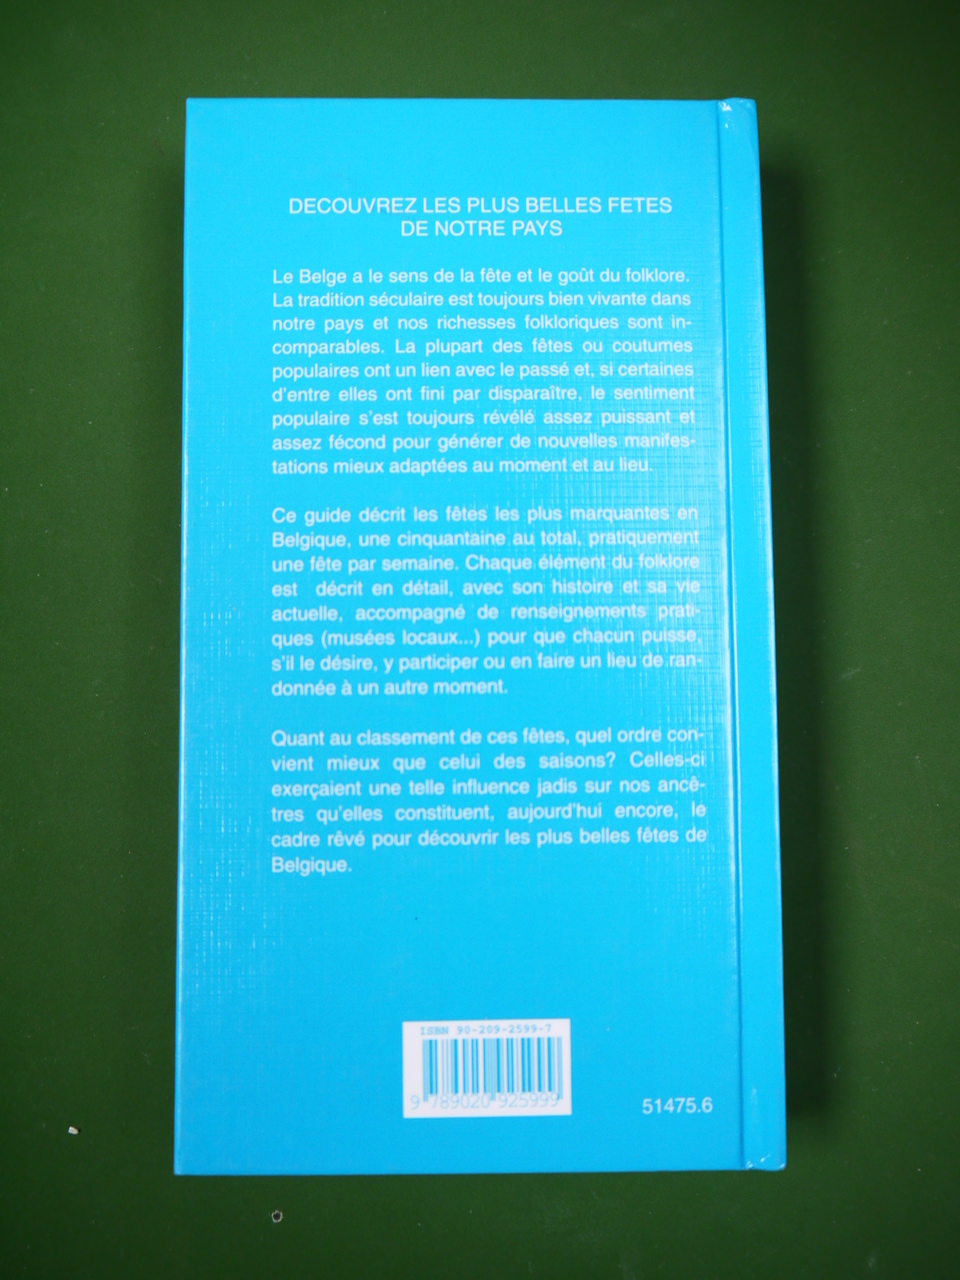 DECOUVREZ LES PLUS BELLES FETES
DE NOTRE PAYS
Le Belge a le sens de la fête et le goût du folklore.
La tradition séculaire est toujours bien vivante dans
notre pays et nos richesses folkloriques sont in-
comparables. La plupart des fêtes ou coutumes
populaires ont un lien avec le passé et, si certaines
d'entre elles ont fini par disparaître, le sentiment
populaire s'est toujours révélé assez puissant et
assez fécond pour générer de nouvelles manifes-
tations mieux adaptées au moment et au lieu.
Ce guide décrit les fêtes les plus marquantes en
Belgique, une cinquantaine au total, pratiquement
une fête par semaine. Chaque élément du folklore
est décrit en détail, avec son histoire et sa vie
actuelle, accompagné de renseignements prati-
ques (musées locaux...) pour que chacun puisse,
s'il le désire, y participer ou en faire un lieu de ran-
donnée à un autre moment.
Quant au classement de ces fêtes, quel ordre con-
vient mieux que celui des saisons? Celles-ci
exerçaient une telle influence jadis sur nos ancê-
tres qu'elles constituent, aujourd'hui encore, le
cadre rêvé pour découvrir les plus belles fêtes de
Belgique.
ISBN 90-209-2599-7
9 789020 925999
51475.6